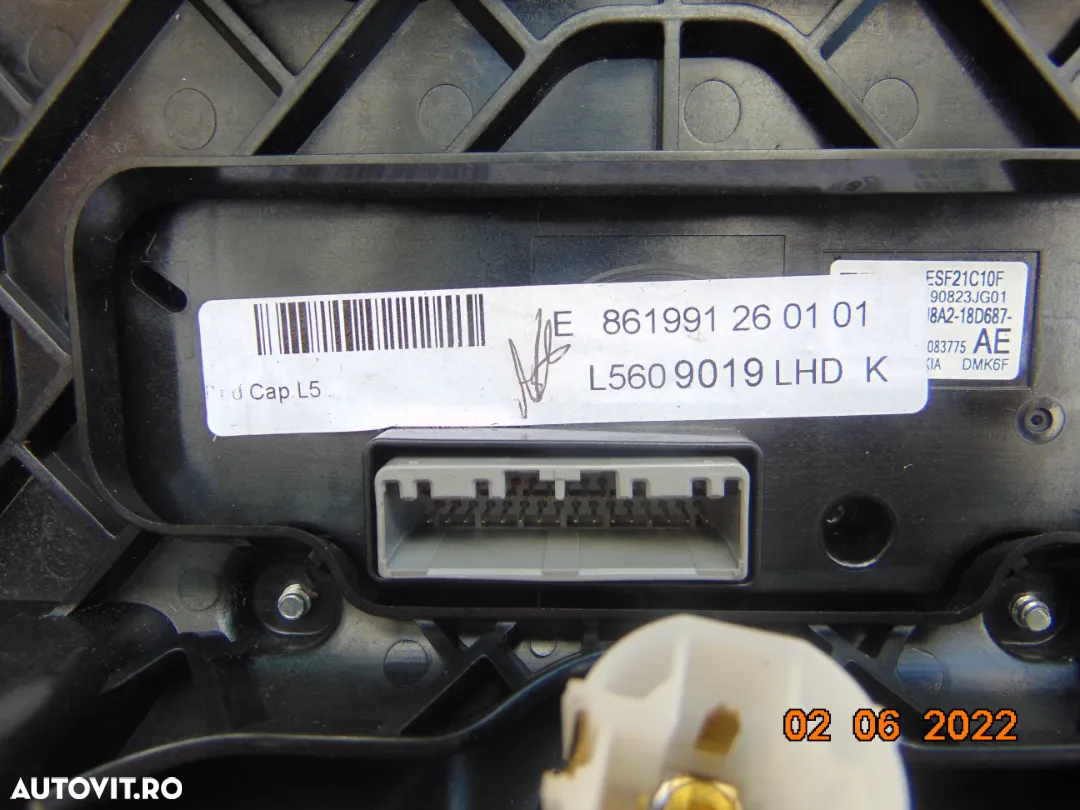 E 861991 26 01 01
L560 9019 LHD K
Cap L5
ESF21C10F
90823JG01
8A2-18D687-
083775 AE
DMK6F
02 06 2022
AUTOVIT.RO